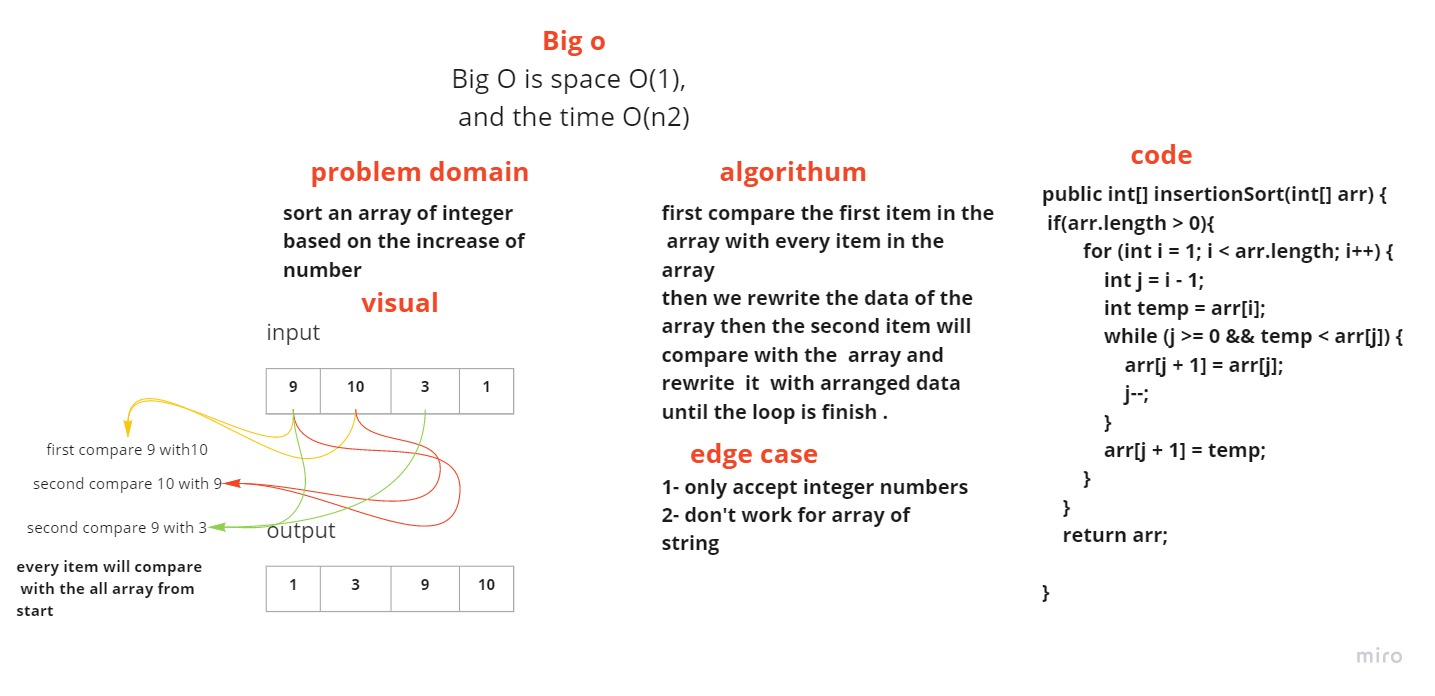 Big o
Big O is space O(1),
and the time O(n2)
problem domain
sort an array of integer
based on the increase of
number
visual
input
9 10 3 1
first compare 9 with10
second compare 10 with 9
second compare 9 with 3
output
every item will compare
with the all array from
start
1 3 9 10
algorithum
first compare the first item in the
array with every item in the
array
then we rewrite the data of the
array then the second item will
compare with the array and
rewrite it with arranged data
until the loop is finish .
edge case
1- only accept integer numbers
2- don't work for array of
string
code
public int[] insertionSort(int[] arr) {
if(arr.length > 0){
for (int i = 1; i < arr.length; i++) {
int j = i - 1;
int temp = arr[i];
while (j >= 0 && temp < arr[j]) {
arr[j + 1] = arr[j];
j--;
}
arr[j + 1] = temp;
}
}
return arr;
}
miro